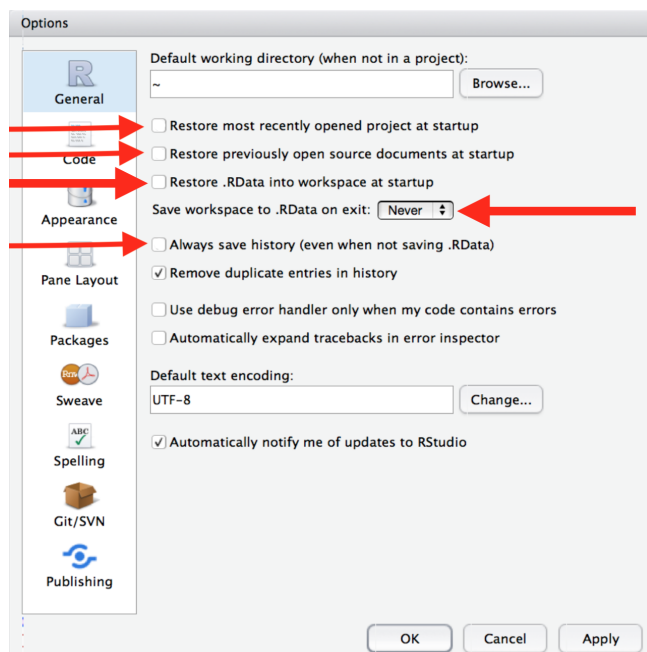 Options
Default working directory (when not in a project):
~
Browse...
R
General
Restore most recently opened project at startup
Restore previously open source documents at startup
Code
Restore .RData into workspace at startup
Save workspace to .RData on exit: Never
Appearance
Always save history (even when not saving .RData)
Remove duplicate entries in history
Pane Layout
Use debug error handler only when my code contains errors
Automatically expand tracebacks in error inspector
Packages
Default text encoding:
UTF-8
Change...
Rnw
Sweave
Automatically notify me of updates to RStudio
ABC
Spelling
Git/SVN
Publishing
OK
Cancel
Apply